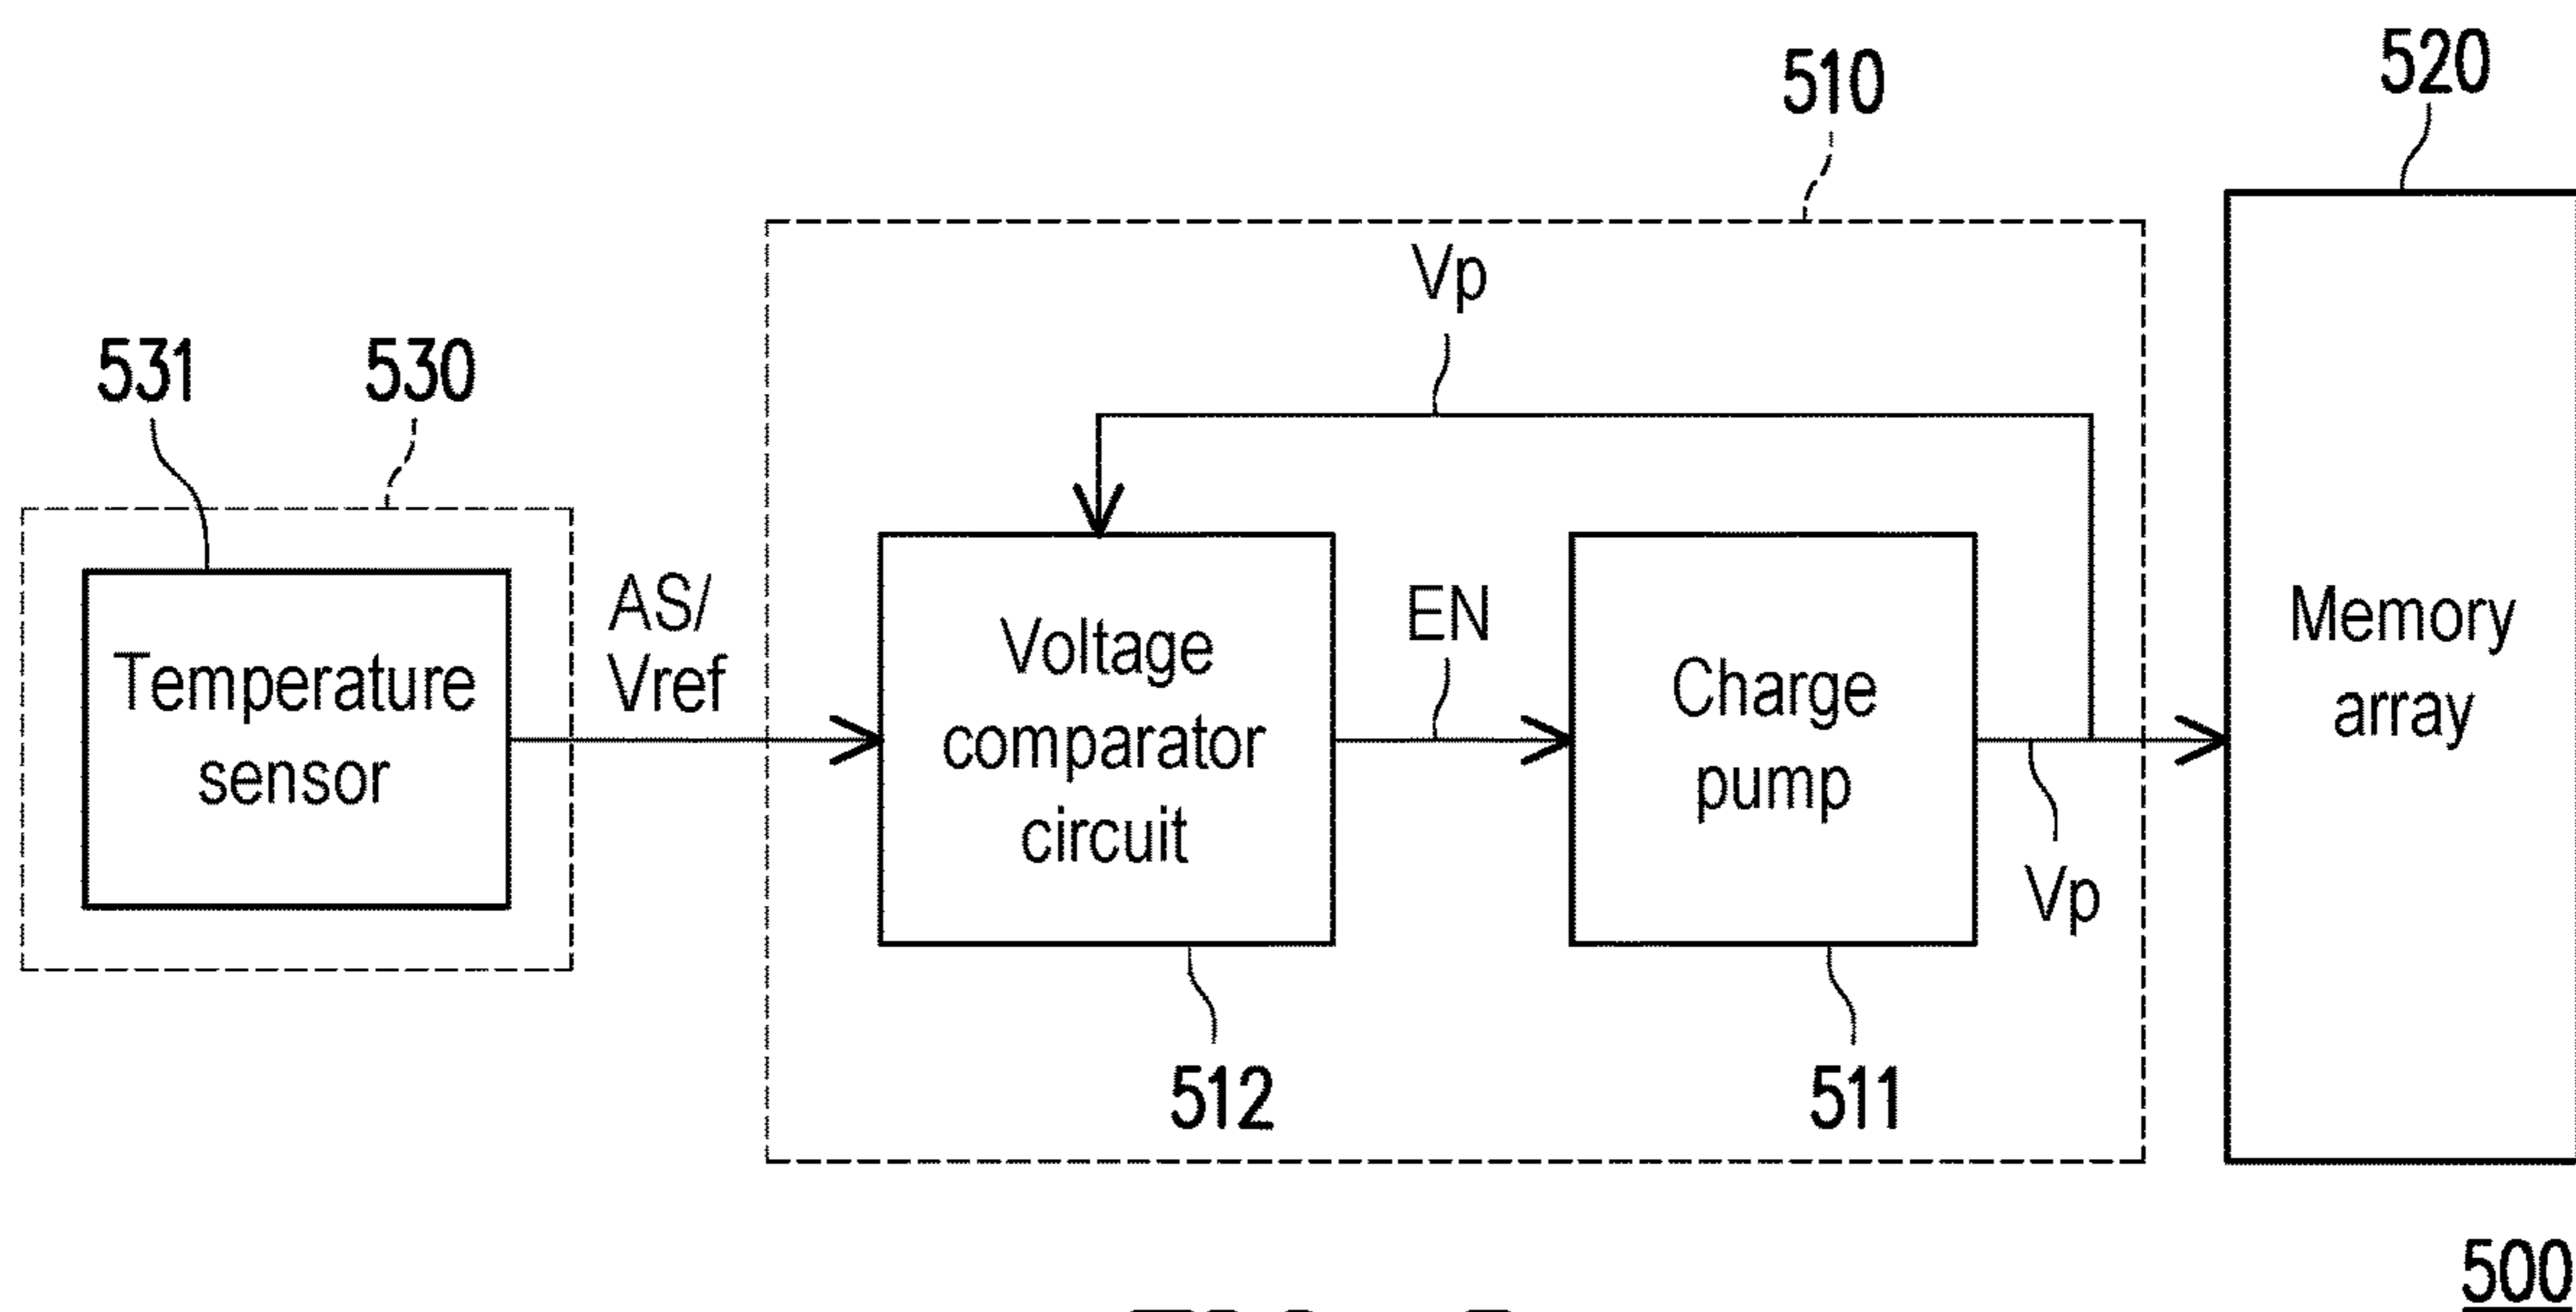 520
510
Vp
531
530
AS/
Vref
Temperature
sensor
Voltage
comparator
circuit
EN
Charge
pump
Vp
Memory
array
512
511
500